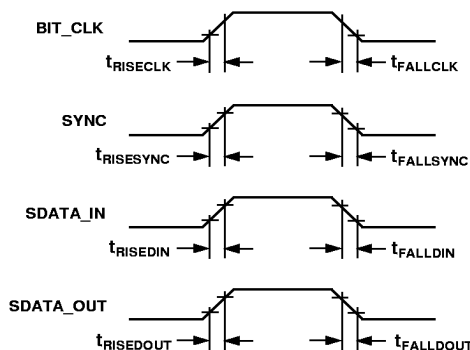 BIT_CLK
tRISECLK
tFALLCLK
SYNC
tRISESYNC
tFALLSYNC
SDATA_IN
tRISEDIN
tFALLDIN
SDATA_OUT
tRISEDOUT
tFALLDOUT